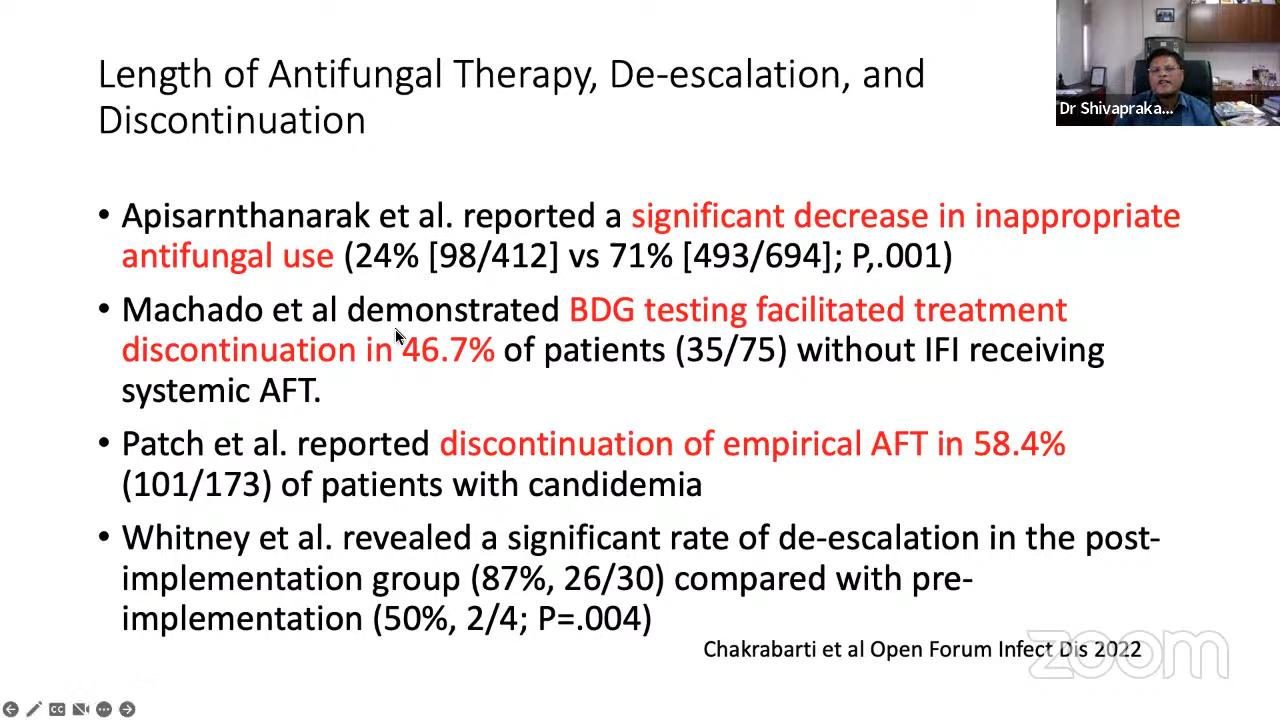 Length of Antifungal Therapy, De-escalation, and
Discontinuation
Dr Shivapraka...
• Apisarnthanarak et al. reported a significant decrease in inappropriate
antifungal use (24% [98/412] vs 71% [493/694]; P,.001)
• Machado et al demonstrated BDG testing facilitated treatment
discontinuation in 46.7% of patients (35/75) without IFI receiving
systemic AFT.
• Patch et al. reported discontinuation of empirical AFT in 58.4%
(101/173) of patients with candidemia
• Whitney et al. revealed a significant rate of de-escalation in the post-
implementation group (87%, 26/30) compared with pre-
implementation (50%, 2/4; P=.004)
Chakrabarti et al Open Forum Infect Dis 2022
zoom
CC